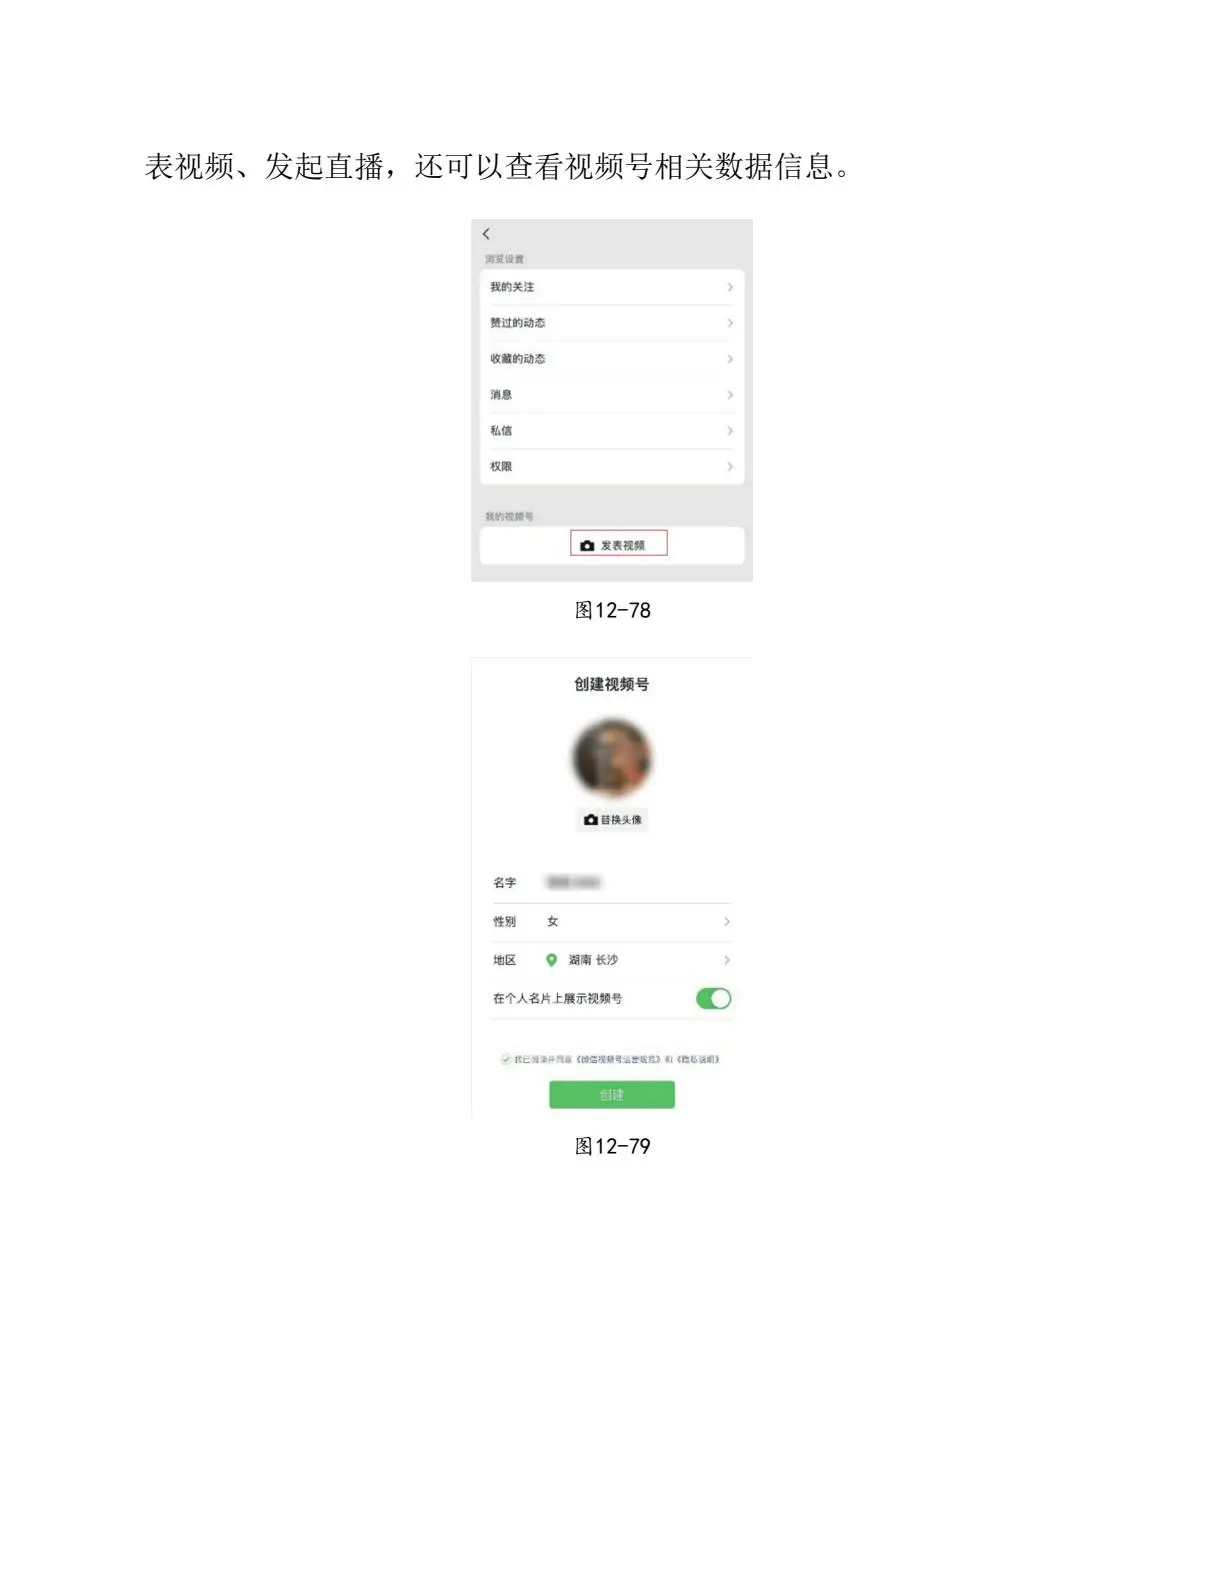 表视频、发起直播，还可以查看视频号相关数据信息。
浏览设置
我的关注
赞过的动态
收藏的动态
消息
私信
权限
我的视频号
发表视频
图12-78
创建视频号
替换头像
名字
性别 女
地区 湖南 长沙
在个人名片上展示视频号
我已阅读并同意《微信视频号运营规范》和《隐私说明》
创建
图12-79